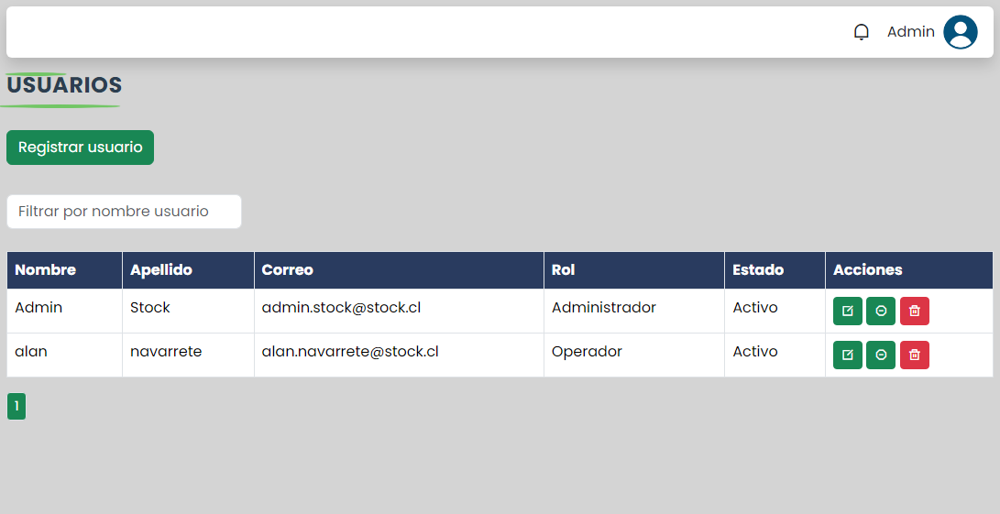 Admin
USUARIOS
Registrar usuario
Filtrar por nombre usuario
Nombre Apellido Correo Rol Estado Acciones
Admin Stock admin.stock@stock.cl Administrador Activo
alan navarrete alan.navarrete@stock.cl Operador Activo
1